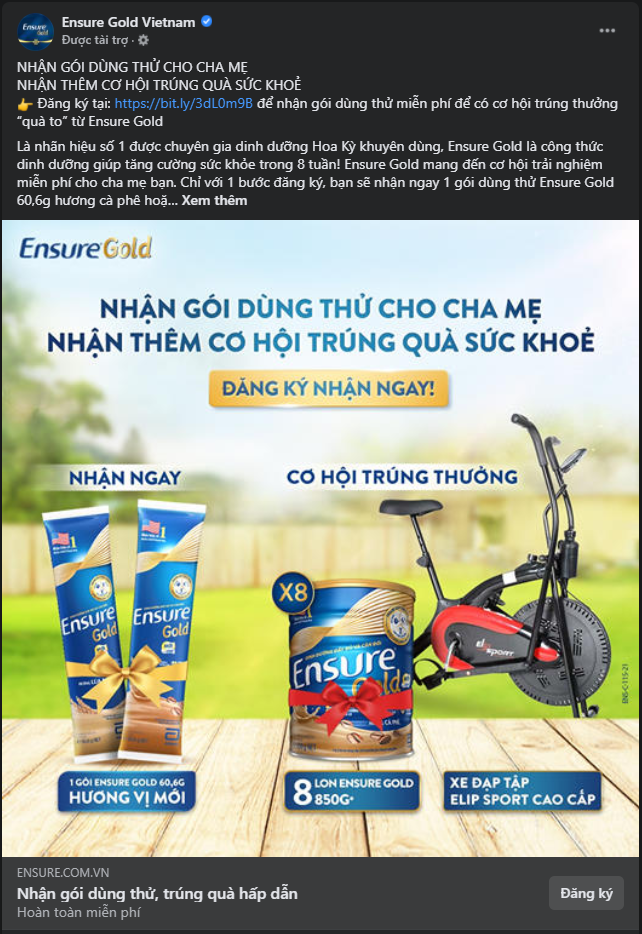 Ensure Gold Vietnam
Được tài trợ ·
NHẬN GÓI DÙNG THỬ CHO CHA MẸ
NHẬN THÊM CƠ HỘI TRÚNG QUÀ SỨC KHOẺ
👉 Đăng ký tại: https://bit.ly/3dL0m9B để nhận gói dùng thử miễn phí để có cơ hội trúng thưởng
“quà to” từ Ensure Gold
Là nhãn hiệu số 1 được chuyên gia dinh dưỡng Hoa Kỳ khuyên dùng, Ensure Gold là công thức
dinh dưỡng giúp tăng cường sức khỏe trong 8 tuần! Ensure Gold mang đến cơ hội trải nghiệm
miễn phí cho cha mẹ bạn. Chỉ với 1 bước đăng ký, bạn sẽ nhận ngay 1 gói dùng thử Ensure Gold
60,6g hương cà phê hoặ... Xem thêm
Ensure Gold
NHẬN GÓI DÙNG THỬ CHO CHA MẸ
NHẬN THÊM CƠ HỘI TRÚNG QUÀ SỨC KHOẺ
ĐĂNG KÝ NHẬN NGAY!
NHẬN NGAY
CƠ HỘI TRÚNG THƯỞNG
Ensure
Gold
Ensure
Gold
X8
Ensure
Gold
SPORT
ENS-C-115-21
1 GÓI ENSURE GOLD 60,6G
HƯƠNG VỊ MỚI
8 LON ENSURE GOLD
850G*
XE ĐẠP TẬP
ELIP SPORT CAO CẤP
ENSURE.COM.VN
Nhận gói dùng thử, trúng quà hấp dẫn
Hoàn toàn miễn phí
Đăng ký